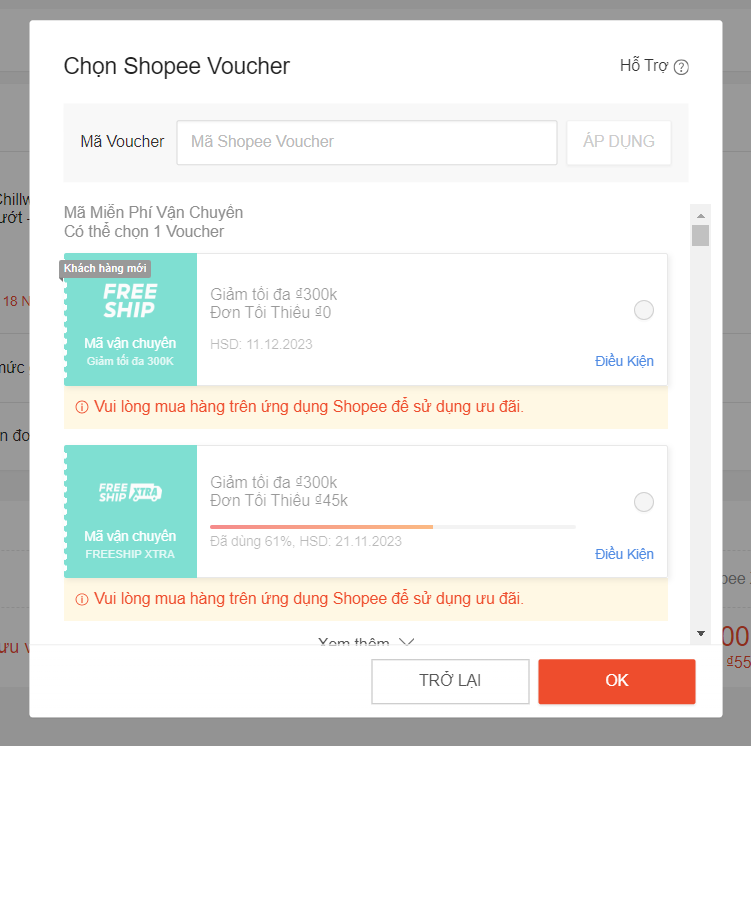 Chọn Shopee Voucher
Hỗ Trợ ?
Mã Voucher
Mã Shopee Voucher
ÁP DỤNG
Mã Miễn Phí Vận Chuyển
Có thể chọn 1 Voucher
Khách hàng mới
FREE
SHIP
Mã vận chuyển
Giảm tối đa 300K
Giảm tối đa ₫300k
Đơn Tối Thiểu ₫0
HSD: 11.12.2023
Điều Kiện
Vui lòng mua hàng trên ứng dụng Shopee để sử dụng ưu đãi.
FREE
SHIP XTRA
Mã vận chuyển
FREESHIP XTRA
Giảm tối đa ₫300k
Đơn Tối Thiểu ₫45k
Đã dùng 61%, HSD: 21.11.2023
Điều Kiện
Vui lòng mua hàng trên ứng dụng Shopee để sử dụng ưu đãi.
Xem thêm
TRỞ LẠI
OK
18
₫55